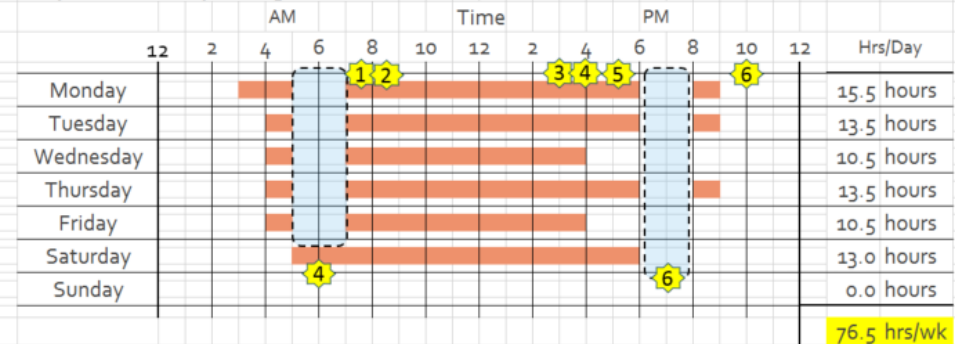 AM Time PM
12 2 4 6 8 10 12 2 4 6 8 10 12 Hrs/Day
1 2 3 4 5 6
Monday 15.5 hours
Tuesday 13.5 hours
Wednesday 10.5 hours
Thursday 13.5 hours
Friday 10.5 hours
Saturday 13.0 hours
4 6
Sunday 0.0 hours
76.5 hrs/wk